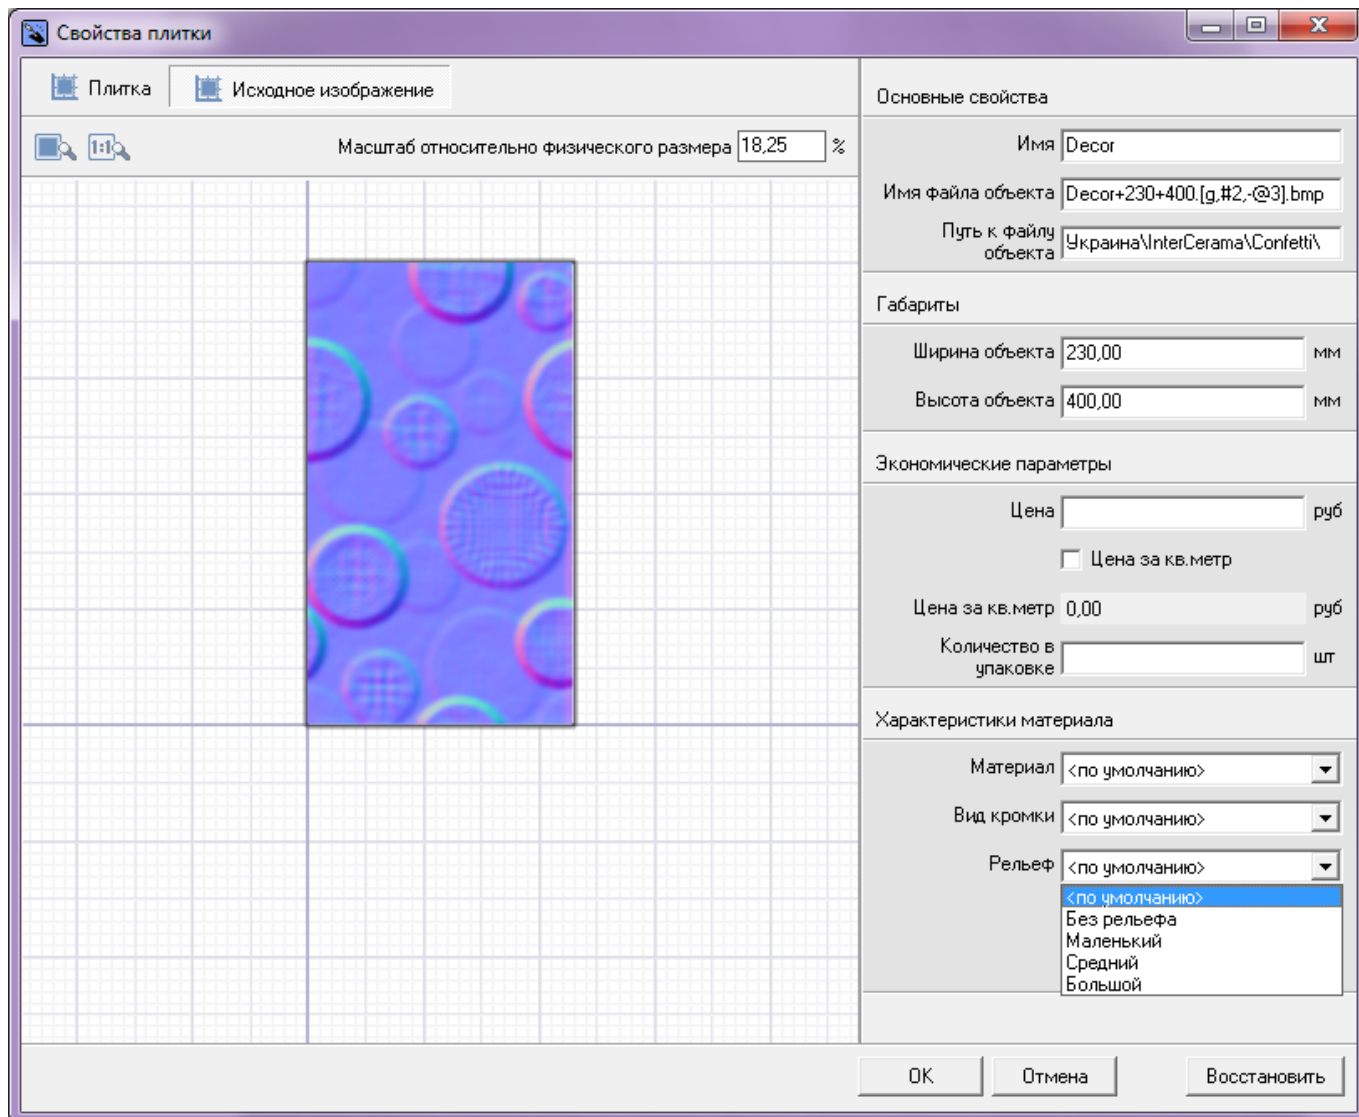 Свойства плитки
Плитка
Исходное изображение
1:1
Масштаб относительно физического размера 18,25 %
Основные свойства
Имя Decor
Имя файла объекта Decor+230+400.[g,#2,-@3].bmp
Путь к файлу
объекта Украина\InterCerama\Confetti\
Габариты
Ширина объекта 230,00 мм
Высота объекта 400,00 мм
Экономические параметры
Цена руб
Цена за кв.метр
Цена за кв.метр 0,00 руб
Количество в
упаковке шт
Характеристики материала
Материал <по умолчанию>
Вид кромки <по умолчанию>
Рельеф <по умолчанию>
<по умолчанию>
Без рельефа
Маленький
Средний
Большой
OK Отмена Восстановить